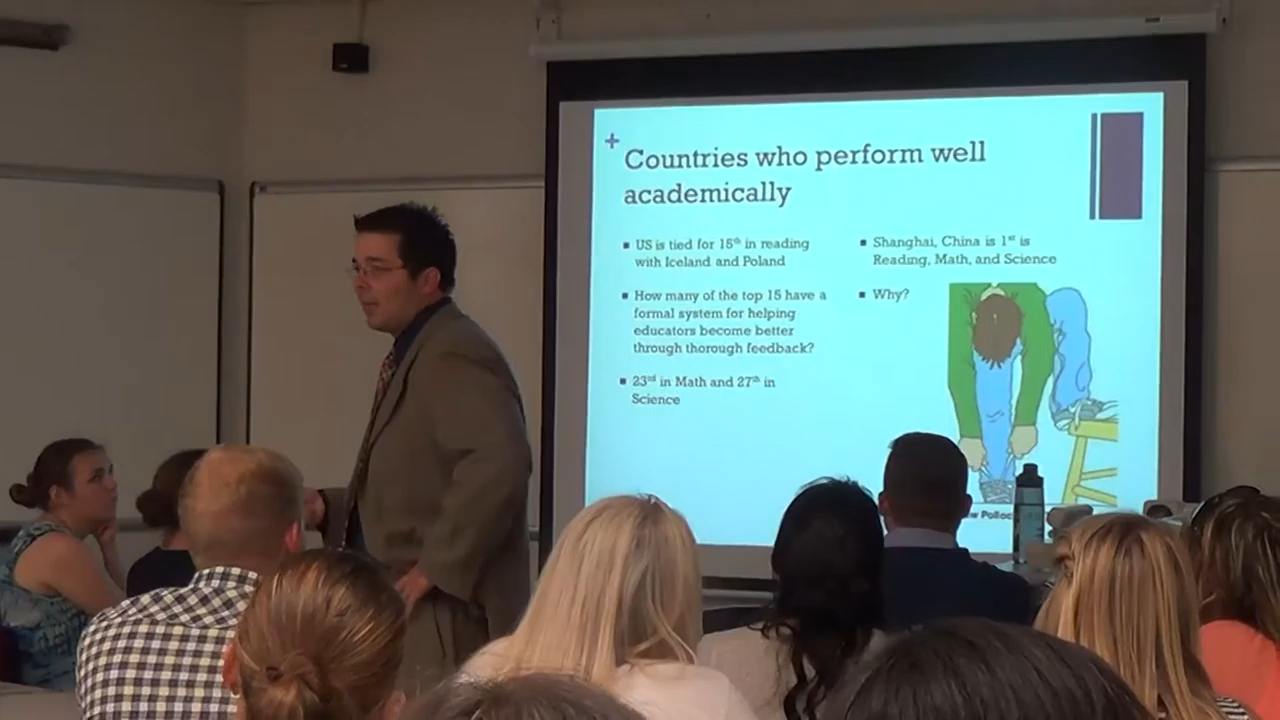 +
Countries who perform well
academically
▪ US is tied for 15th in reading
with Iceland and Poland
▪ How many of the top 15 have a
formal system for helping
educators become better
through thorough feedback?
▪ 23rd in Math and 27th in
Science
▪ Shanghai, China is 1st is
Reading, Math, and Science
▪ Why?